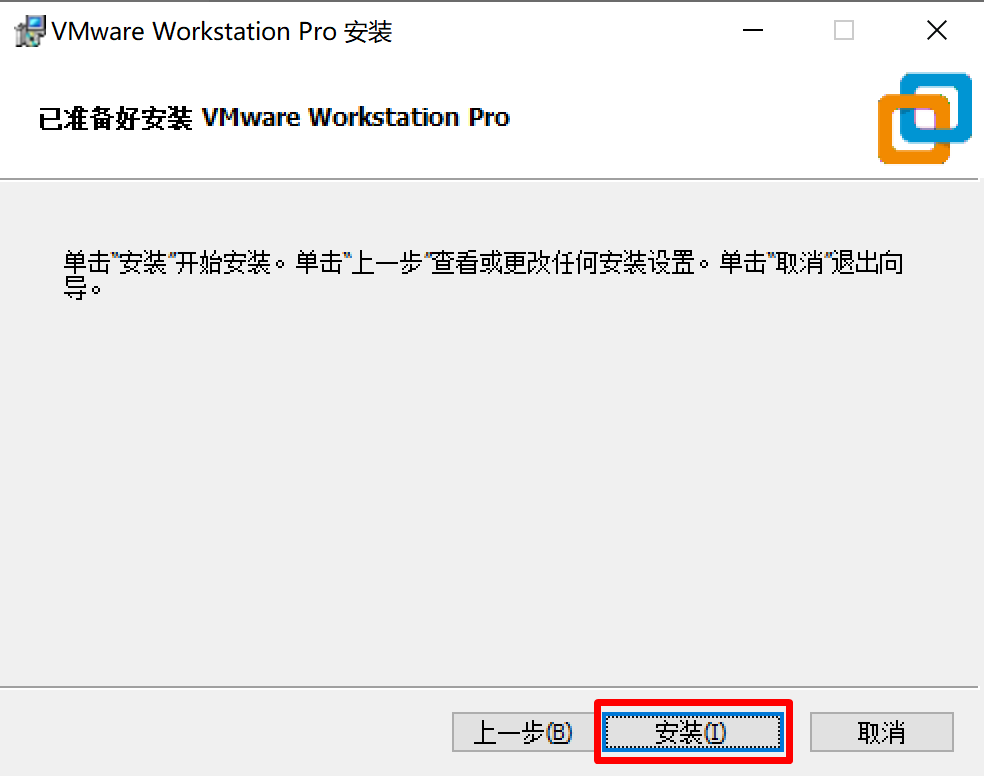 VMware Workstation Pro 安装
已准备好安装 VMware Workstation Pro
单击"安装"开始安装。单击"上一步"查看或更改任何安装设置。单击"取消"退出向
导。
上一步(B)
安装(I)
取消